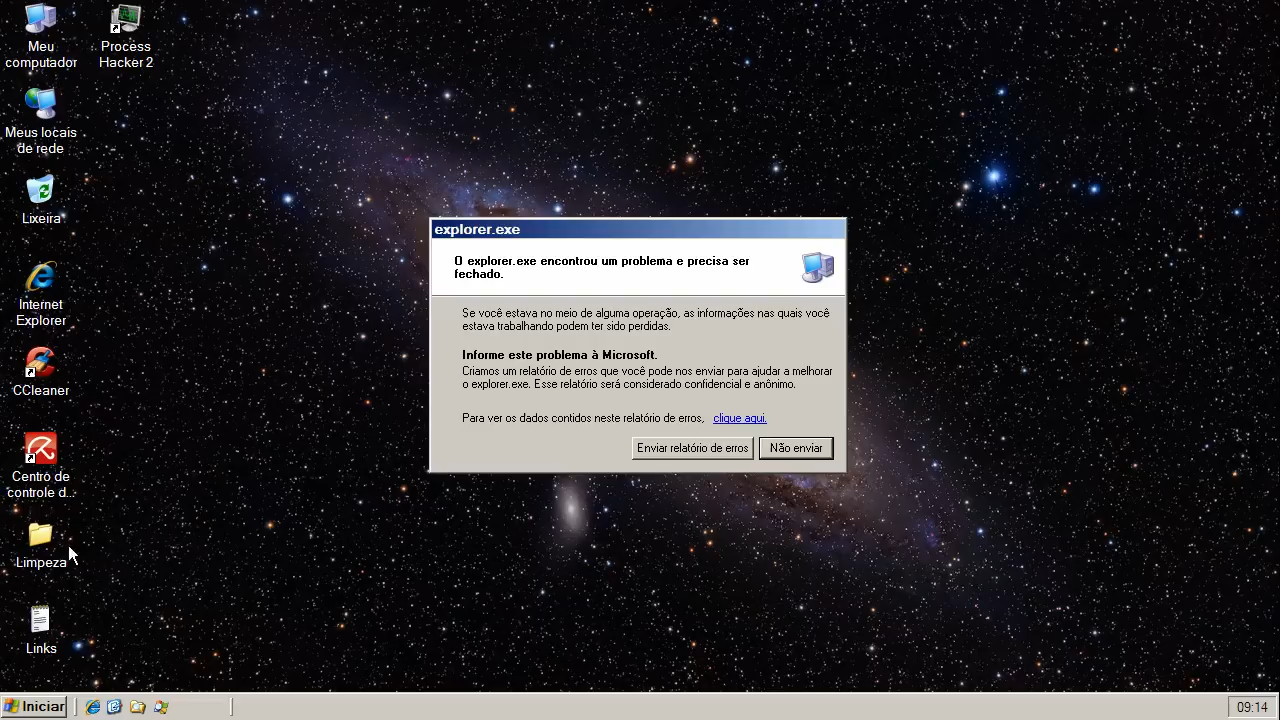 Meu
computador
Process
Hacker 2
Meus locais
de rede
Lixeira
Internet
Explorer
CCleaner
Centro de
controle d...
Limpeza
Links
explorer.exe
O explorer.exe encontrou um problema e precisa ser
fechado.
Se você estava no meio de alguma operação, as informações nas quais você
estava trabalhando podem ter sido perdidas.
Informe este problema à Microsoft.
Criamos um relatório de erros que você pode nos enviar para ajudar a melhorar
o explorer.exe. Esse relatório será considerado confidencial e anônimo.
Para ver os dados contidos neste relatório de erros, clique aqui.
Enviar relatório de erros Não enviar
Iniciar
09:14